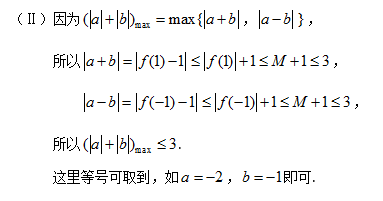 （Ⅱ）因为(|a|+|b|)max = max{|a+b|，|a-b|}，
所以|a+b|=|f(1)-1|≤|f(1)|+1≤M+1≤3，
|a-b|=|f(-1)-1|≤|f(-1)|+1≤M+1≤3，
所以(|a|+|b|)max ≤3.
这里等号可取到，如a=-2，b=-1即可.